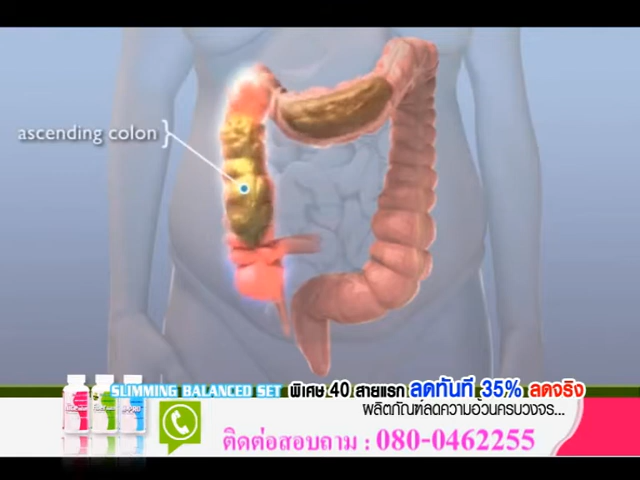 ascending colon
SLIMMING BALANCED SET พิเศษ 40 สายแรก ลดทันที 35% ลดจริง
ผลิตภัณฑ์ลดความอ้วนครบวงจร...
ติดต่อสอบถาม : 080-0462255